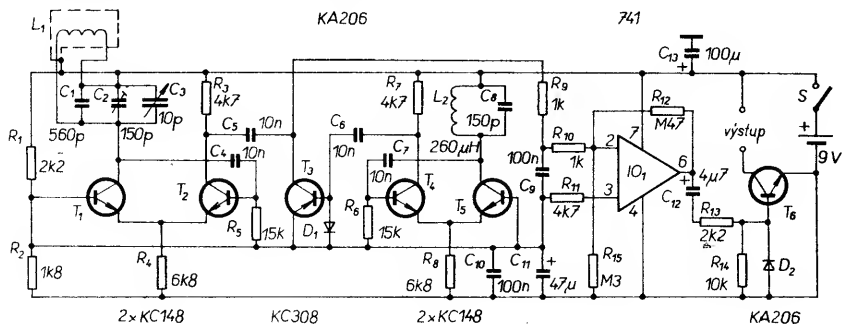 KA206
741
L1
C13
100µ
C1
C2
C3
10p
560p
150p
R3
4k7
C5
10n
C4
10n
C6
10n
R7
4k7
C7
10n
L2
260µH
C8
150p
R9
1k
R10
1k
100n
C9
R11
4k7
R12
M47
2
3
7
4
6
IO1
4µ7
C12
výstup
S
+
9V
R1
2k2
T1
T2
T3
T4
T5
T6
R5
15k
D1
R6
15k
R13
2k2
R2
1k8
R4
6k8
R8
6k8
C10
100n
C11
47µ
R15
M3
R14
10k
D2
2×KC148
KC308
2×KC148
KA206